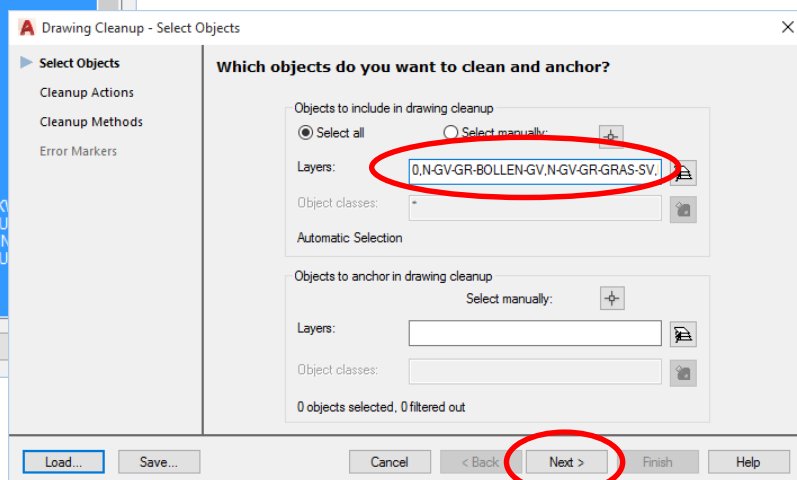 Drawing Cleanup - Select Objects
Select Objects
Cleanup Actions
Cleanup Methods
Error Markers
Which objects do you want to clean and anchor?
Objects to include in drawing cleanup
Select all
Select manually:
Layers:
0,N-GV-GR-BOLLEN-GV,N-GV-GR-GRAS-SV,
Object classes:
*
Automatic Selection
Objects to anchor in drawing cleanup
Select manually:
Layers:
Object classes:
0 objects selected, 0 filtered out
Load... Save... Cancel < Back Next > Finish Help